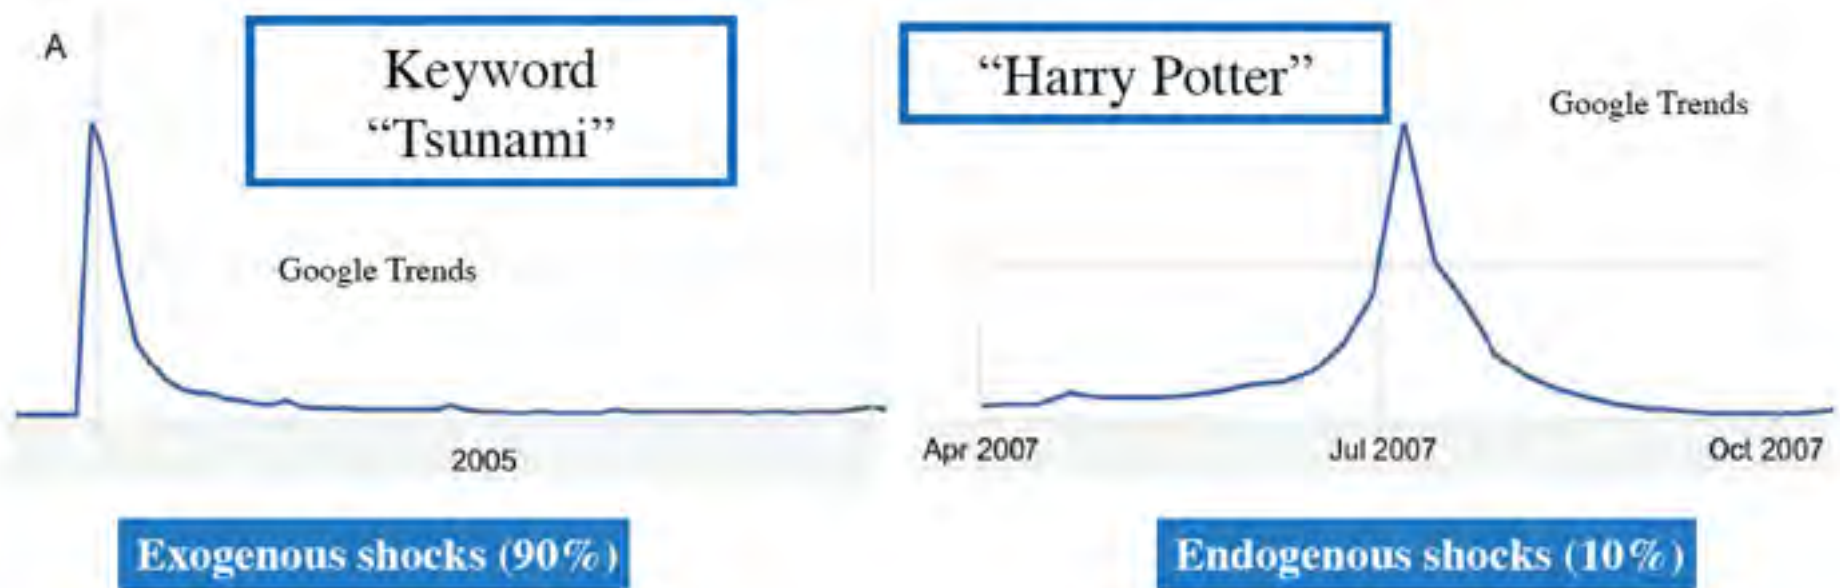 A
Keyword
“Tsunami”
Google Trends
2005
Exogenous shocks (90%)
“Harry Potter”
Google Trends
Apr 2007
Jul 2007
Oct 2007
Endogenous shocks (10%)